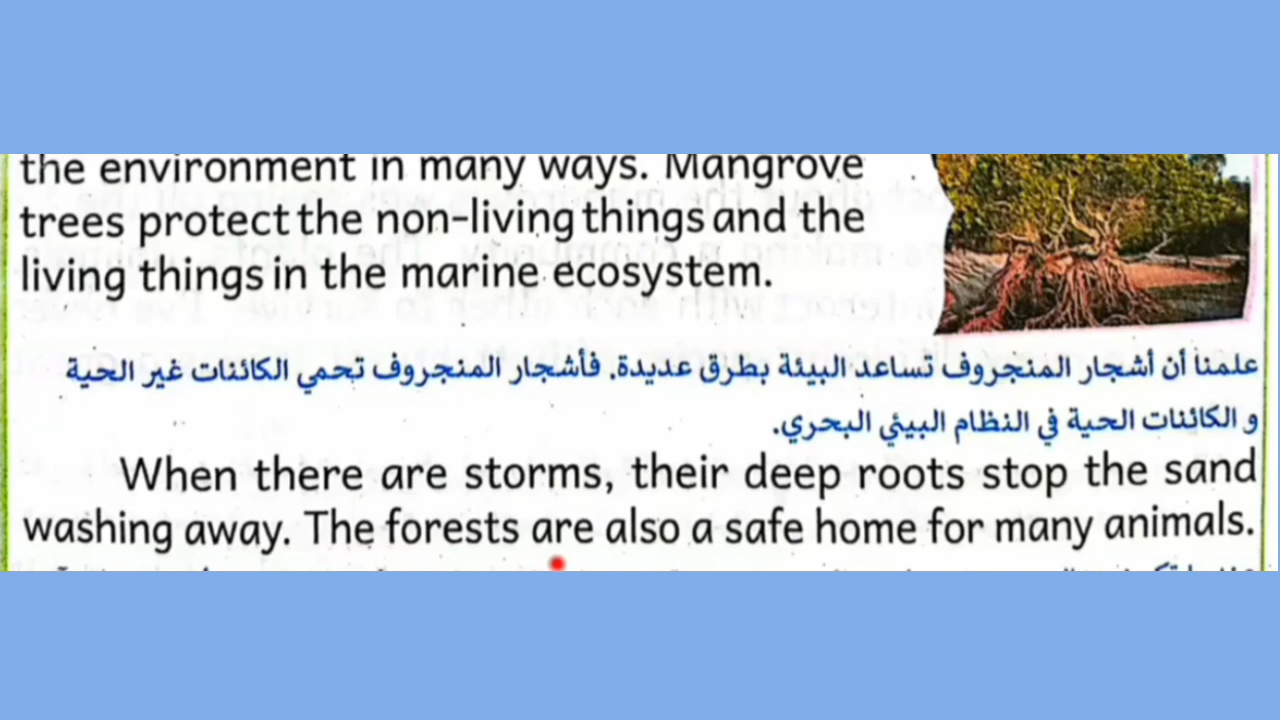 the environment in many ways. Mangrove
trees protect the non-living things and the
living things in the marine ecosystem.
علمنا أن أشجار المنجروف تساعد البيئة بطرق عديدة. فأشجار المنجروف تحمي الكائنات غير الحية
و الكائنات الحية في النظام البيئي البحري.
When there are storms, their deep roots stop the sand
washing away. The forests are also a safe home for many animals.